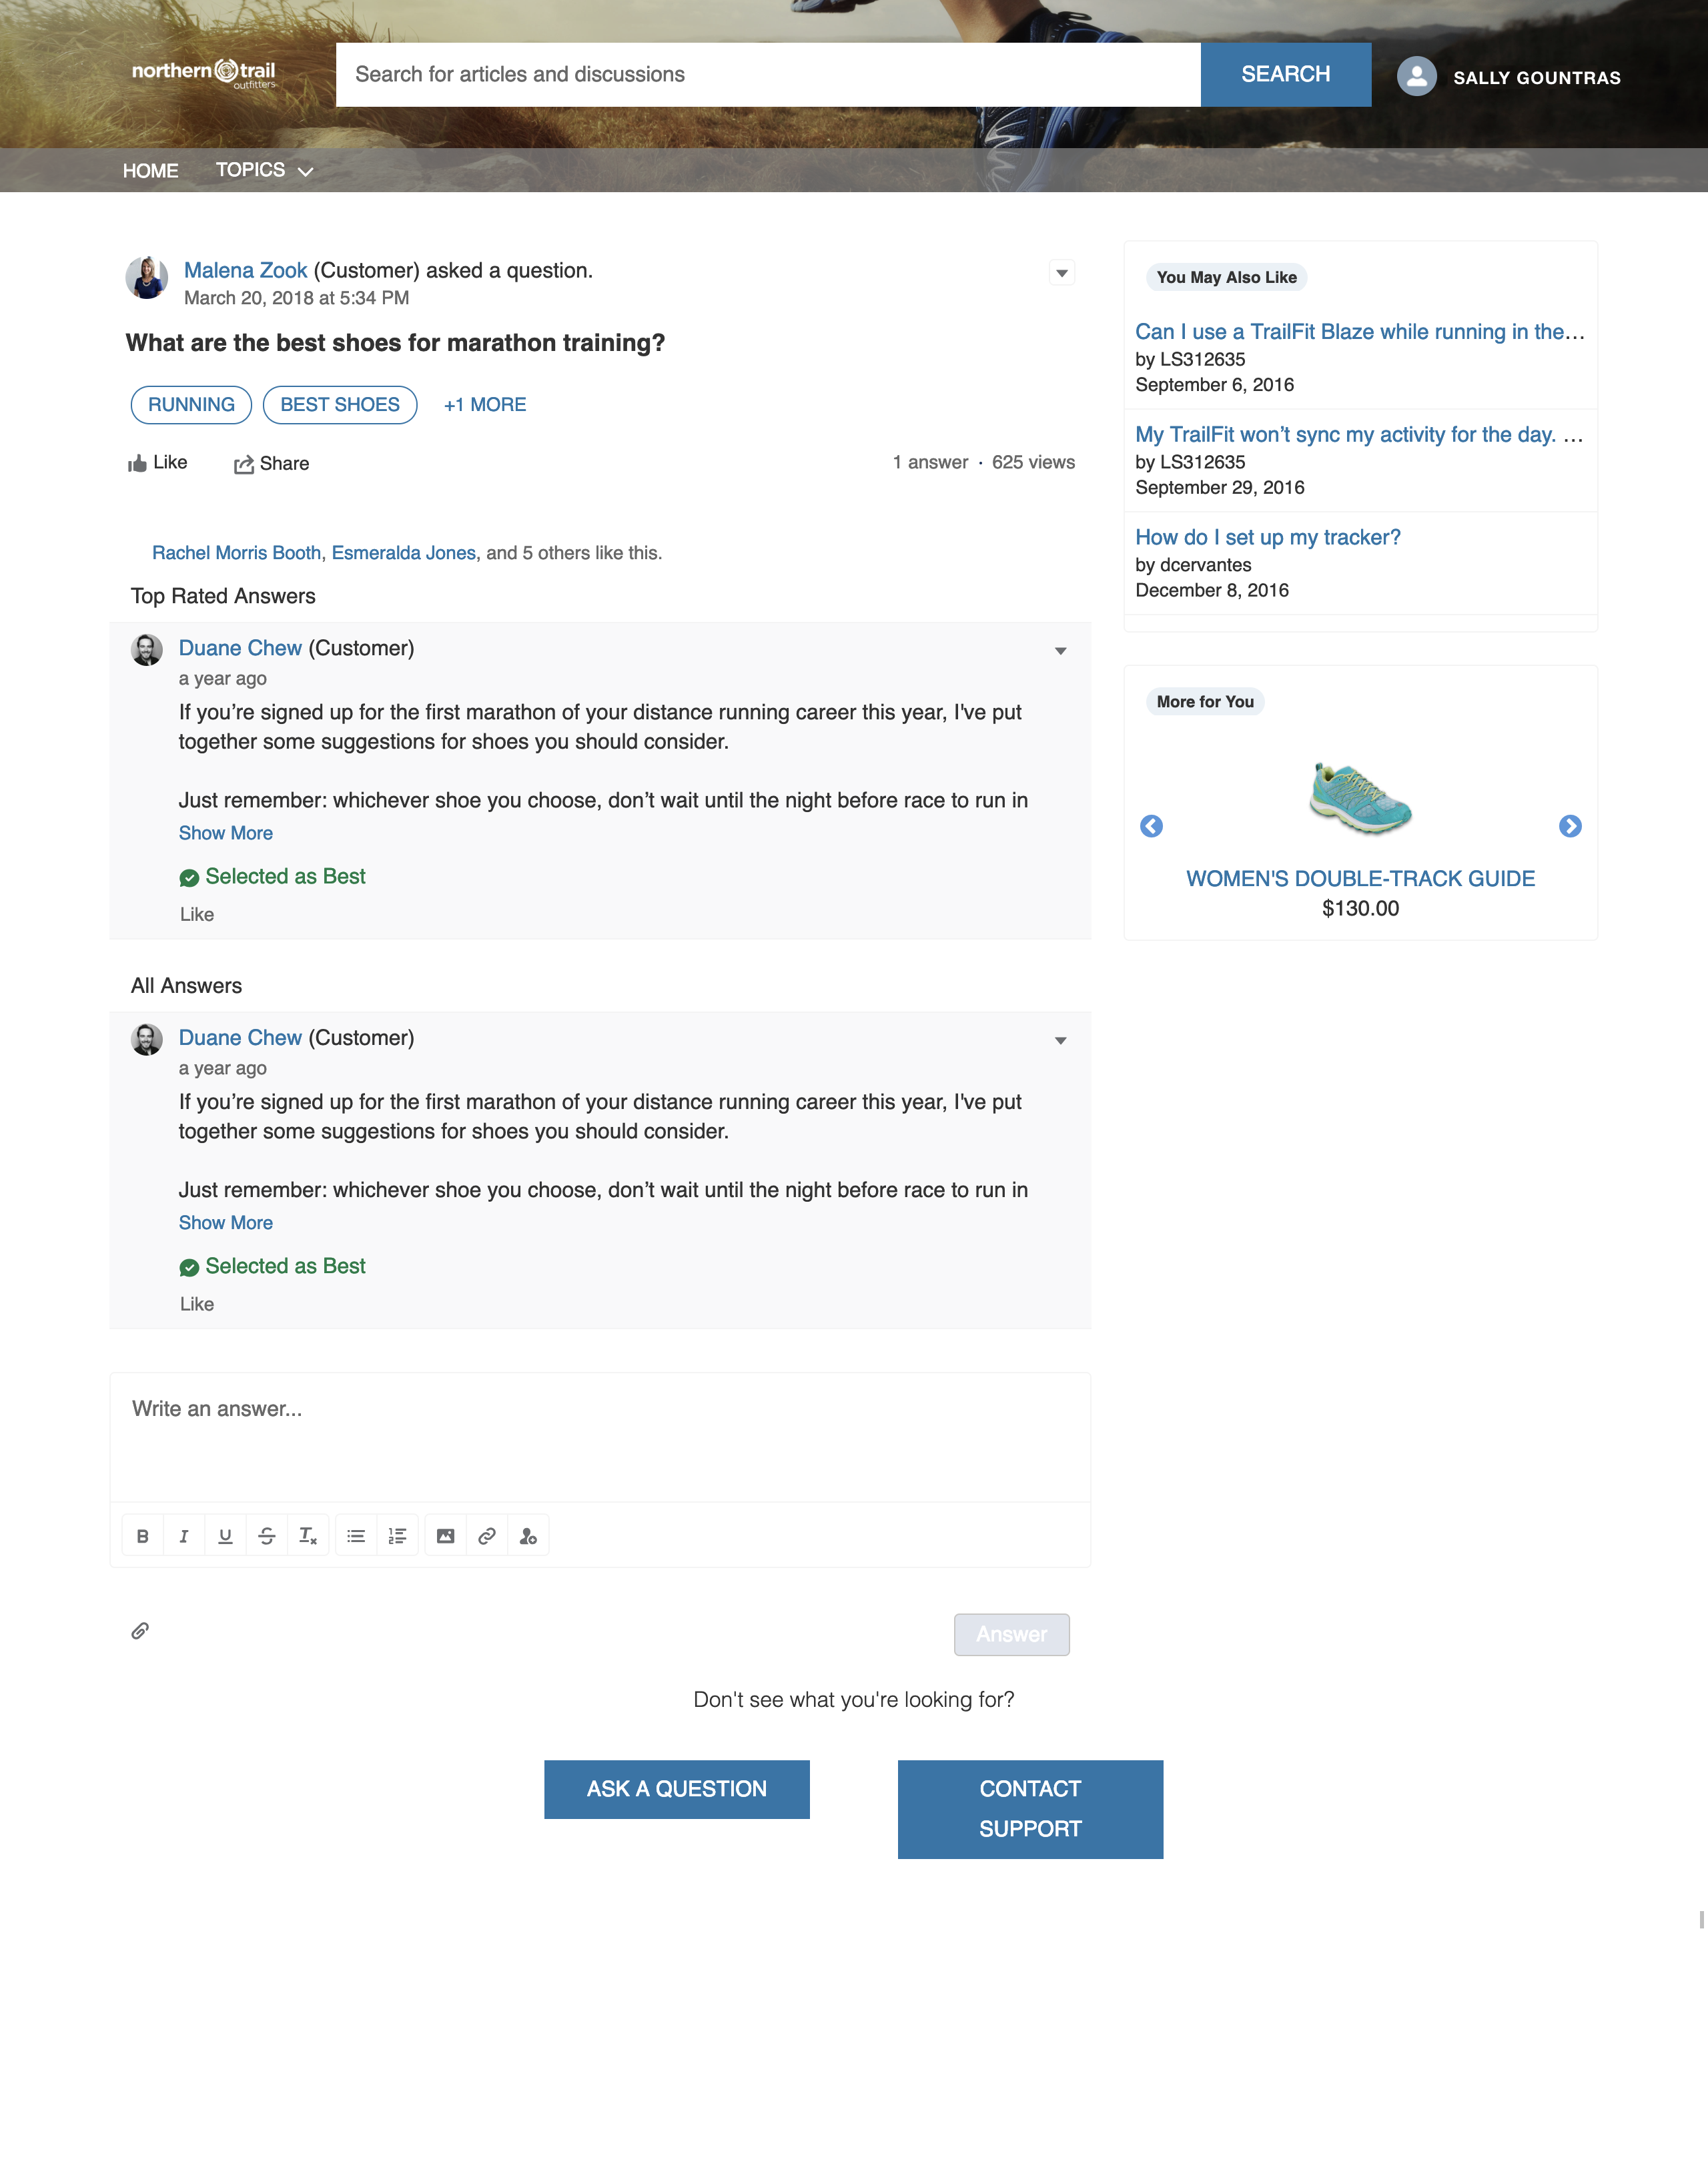 northern trail
outfitters
Search for articles and discussions
SEARCH
SALLY GOUNTRAS
HOME
TOPICS
Malena Zook (Customer) asked a question.
March 20, 2018 at 5:34 PM
What are the best shoes for marathon training?
RUNNING
BEST SHOES
+1 MORE
Like
Share
1 answer · 625 views
Rachel Morris Booth, Esmeralda Jones, and 5 others like this.
Top Rated Answers
Duane Chew (Customer)
a year ago
If you’re signed up for the first marathon of your distance running career this year, I've put
together some suggestions for shoes you should consider.
Just remember: whichever shoe you choose, don’t wait until the night before race to run in
Show More
Selected as Best
Like
All Answers
Duane Chew (Customer)
a year ago
If you’re signed up for the first marathon of your distance running career this year, I've put
together some suggestions for shoes you should consider.
Just remember: whichever shoe you choose, don’t wait until the night before race to run in
Show More
Selected as Best
Like
Write an answer...
Answer
You May Also Like
Can I use a TrailFit Blaze while running in the...
by LS312635
September 6, 2016
My TrailFit won’t sync my activity for the day. ...
by LS312635
September 29, 2016
How do I set up my tracker?
by dcervantes
December 8, 2016
More for You
WOMEN'S DOUBLE-TRACK GUIDE
$130.00
Don't see what you're looking for?
ASK A QUESTION
CONTACT
SUPPORT